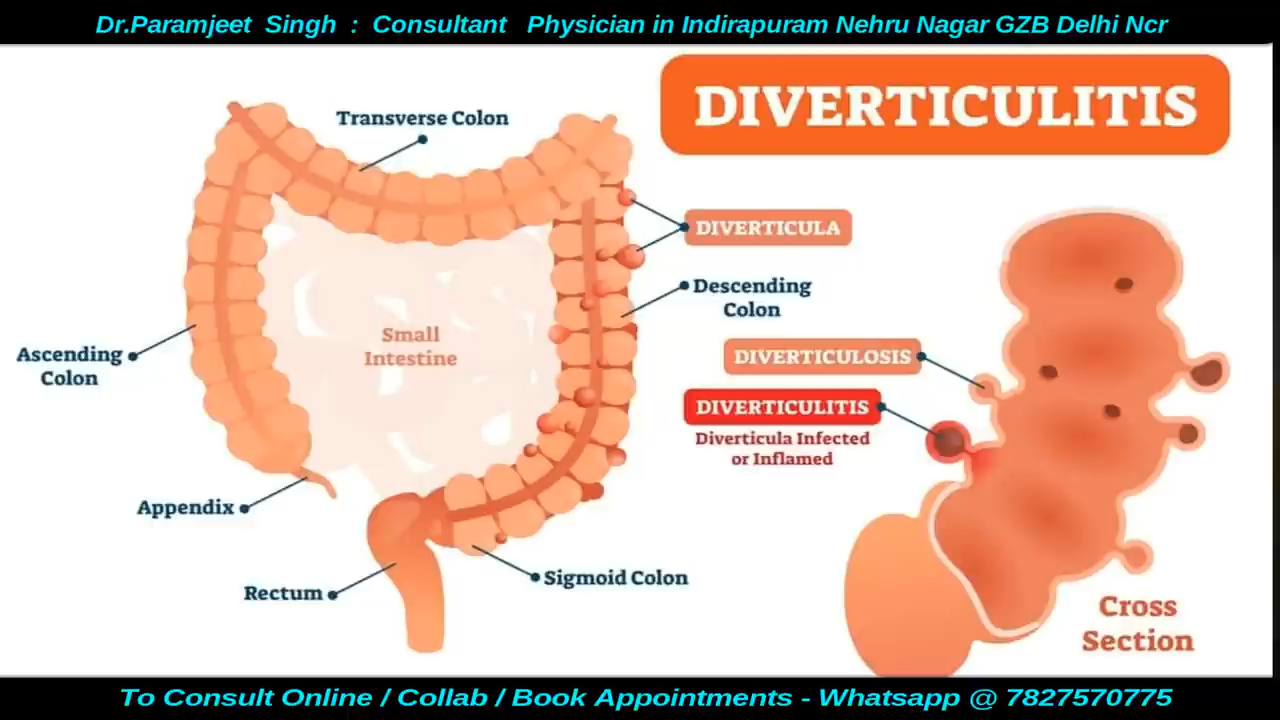 Dr.Paramjeet Singh : Consultant Physician in Indirapuram Nehru Nagar GZB Delhi Ncr
DIVERTICULITIS
Transverse Colon
DIVERTICULA
Descending
Colon
Small
Intestine
Ascending
Colon
DIVERTICULOSIS
DIVERTICULITIS
Diverticula Infected
or Inflamed
Appendix
Rectum
Sigmoid Colon
Cross
Section
To Consult Online / Collab / Book Appointments - Whatsapp @ 7827570775